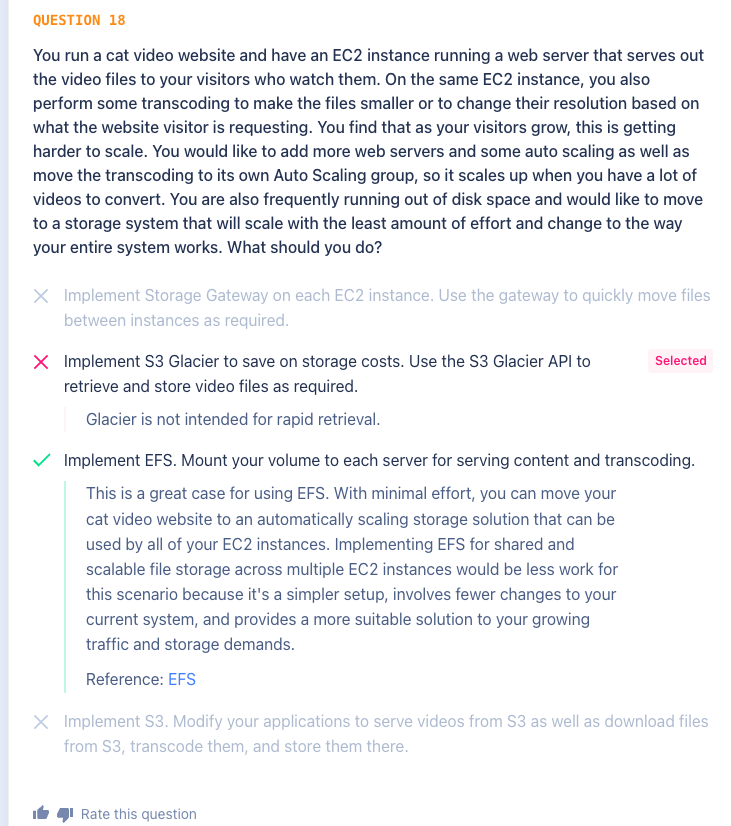 QUESTION 18
You run a cat video website and have an EC2 instance running a web server that serves out
the video files to your visitors who watch them. On the same EC2 instance, you also
perform some transcoding to make the files smaller or to change their resolution based on
what the website visitor is requesting. You find that as your visitors grow, this is getting
harder to scale. You would like to add more web servers and some auto scaling as well as
move the transcoding to its own Auto Scaling group, so it scales up when you have a lot of
videos to convert. You are also frequently running out of disk space and would like to move
to a storage system that will scale with the least amount of effort and change to the way
your entire system works. What should you do?
Implement Storage Gateway on each EC2 instance. Use the gateway to quickly move files
between instances as required.
Implement S3 Glacier to save on storage costs. Use the S3 Glacier API to
retrieve and store video files as required.
Selected
Glacier is not intended for rapid retrieval.
Implement EFS. Mount your volume to each server for serving content and transcoding.
This is a great case for using EFS. With minimal effort, you can move your
cat video website to an automatically scaling storage solution that can be
used by all of your EC2 instances. Implementing EFS for shared and
scalable file storage across multiple EC2 instances would be less work for
this scenario because it's a simpler setup, involves fewer changes to your
current system, and provides a more suitable solution to your growing
traffic and storage demands.
Reference: EFS
Implement S3. Modify your applications to serve videos from S3 as well as download files
from S3, transcode them, and store them there.
Rate this question